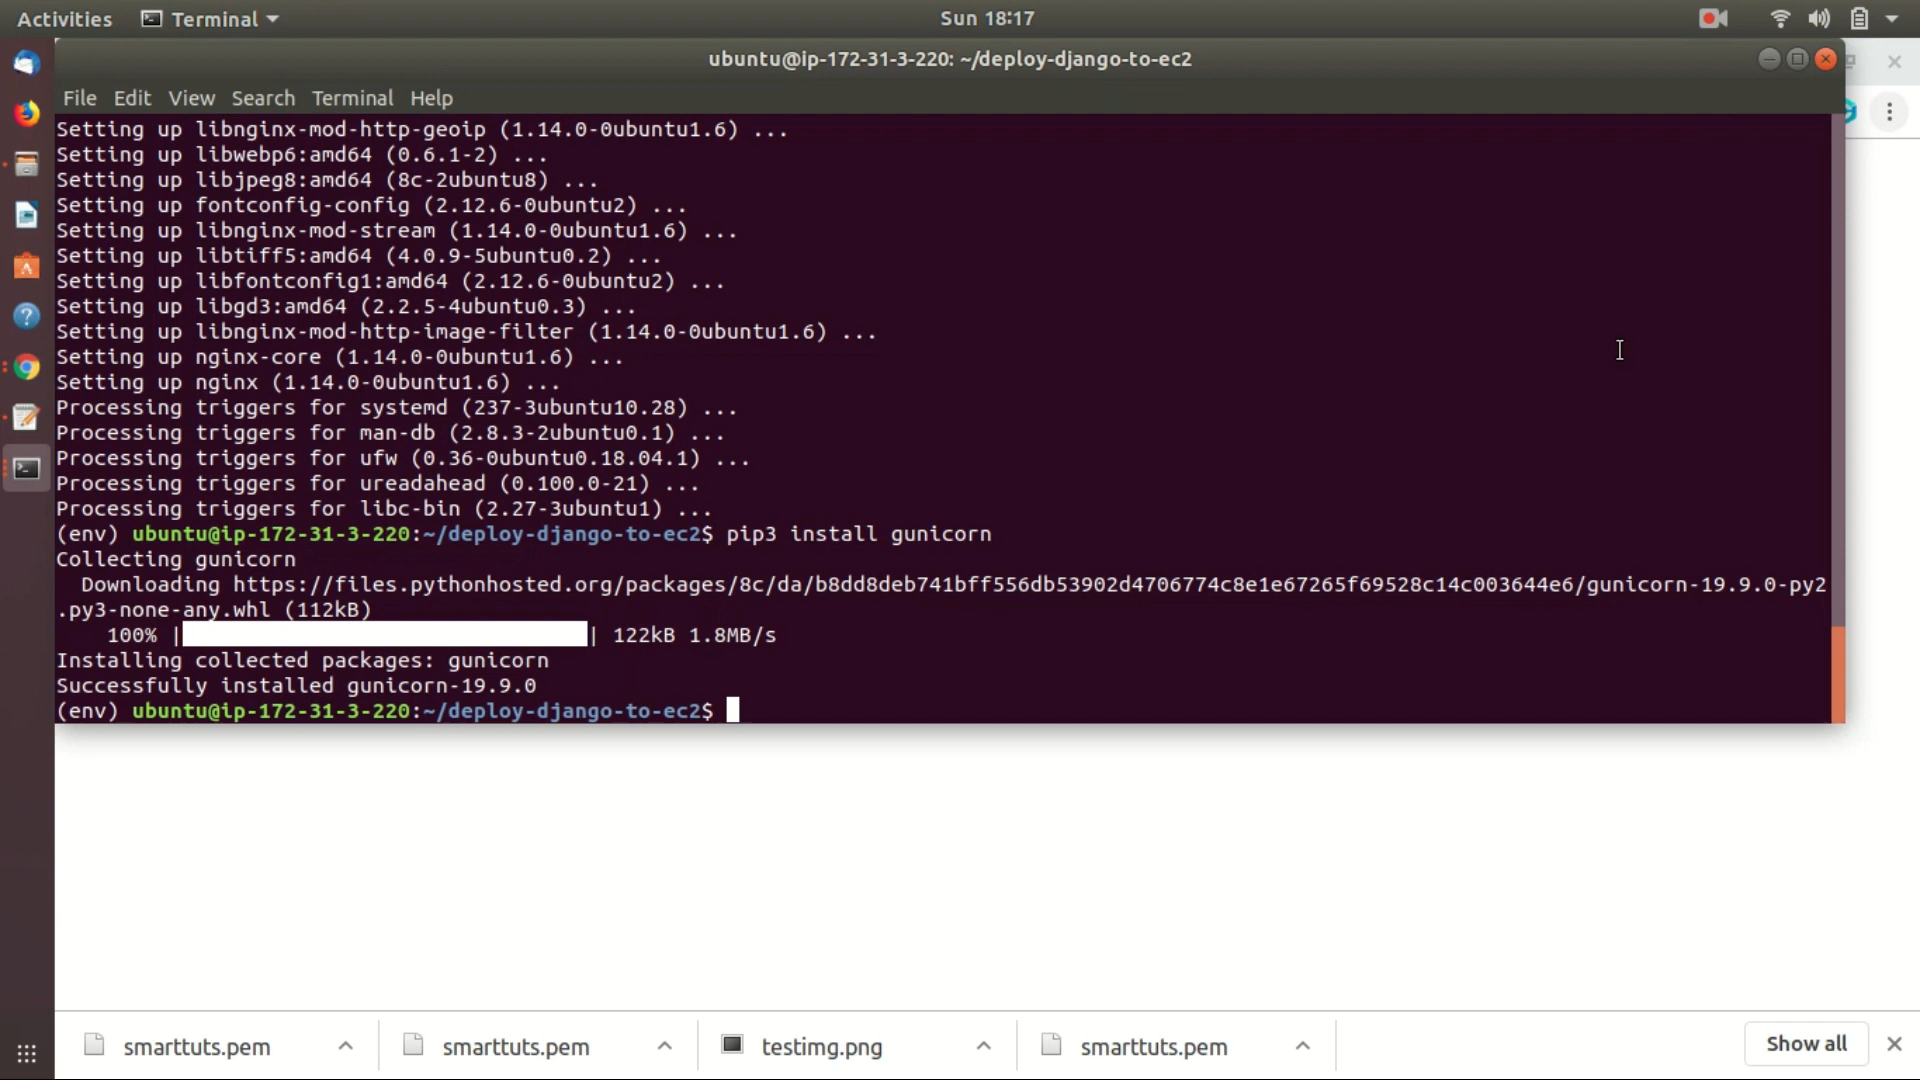 Activities
Terminal
Sun 18:17
ubuntu@ip-172-31-3-220: ~/deploy-django-to-ec2
File Edit View Search Terminal Help
Setting up libnginx-mod-http-geoip (1.14.0-0ubuntu1.6) ...
Setting up libwebp6:amd64 (0.6.1-2) ...
Setting up libjpeg8:amd64 (8c-2ubuntu8) ...
Setting up fontconfig-config (2.12.6-0ubuntu2) ...
Setting up libnginx-mod-stream (1.14.0-0ubuntu1.6) ...
Setting up libtiff5:amd64 (4.0.9-5ubuntu0.2) ...
Setting up libfontconfig1:amd64 (2.12.6-0ubuntu2) ...
Setting up libgd3:amd64 (2.2.5-4ubuntu0.3) ...
Setting up libnginx-mod-http-image-filter (1.14.0-0ubuntu1.6) ...
Setting up nginx-core (1.14.0-0ubuntu1.6) ...
Setting up nginx (1.14.0-0ubuntu1.6) ...
Processing triggers for systemd (237-3ubuntu10.28) ...
Processing triggers for man-db (2.8.3-2ubuntu0.1) ...
Processing triggers for ufw (0.36-0ubuntu0.18.04.1) ...
Processing triggers for ureadahead (0.100.0-21) ...
Processing triggers for libc-bin (2.27-3ubuntu1) ...
(env) ubuntu@ip-172-31-3-220:~/deploy-django-to-ec2$ pip3 install gunicorn
Collecting gunicorn
  Downloading https://files.pythonhosted.org/packages/8c/da/b8dd8deb741bff556db53902d4706774c8e1e67265f69528c14c003644e6/gunicorn-19.9.0-py2
.py3-none-any.whl (112kB)
    100% |                                | 122kB 1.8MB/s
Installing collected packages: gunicorn
Successfully installed gunicorn-19.9.0
(env) ubuntu@ip-172-31-3-220:~/deploy-django-to-ec2$
smarttuts.pem
smarttuts.pem
testimg.png
smarttuts.pem
Show all